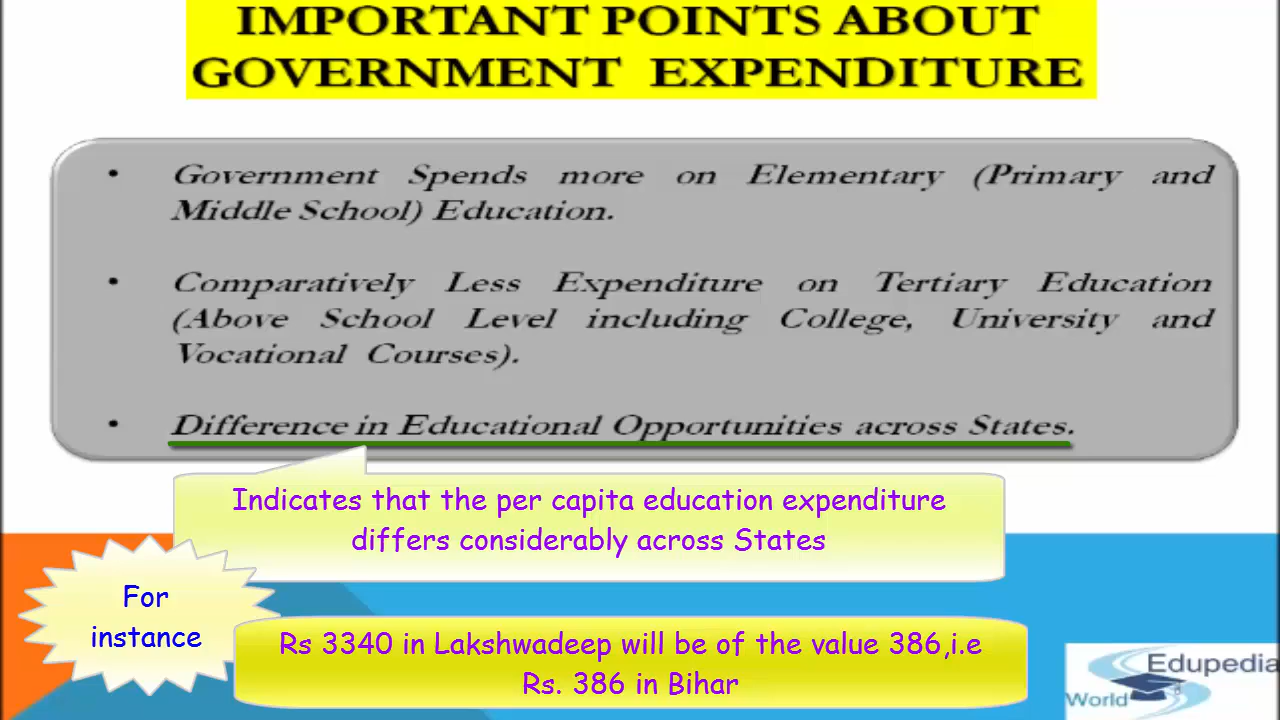 IMPORTANT POINTS ABOUT
GOVERNMENT EXPENDITURE
• Government Spends more on Elementary (Primary and
Middle School) Education.
• Comparatively Less Expenditure on Tertiary Education
(Above School Level including College, University and
Vocational Courses).
• Difference in Educational Opportunities across States.
Indicates that the per capita education expenditure
differs considerably across States
For
instance
Rs 3340 in Lakshwadeep will be of the value 386,i.e
Rs. 386 in Bihar
Edupedia
World